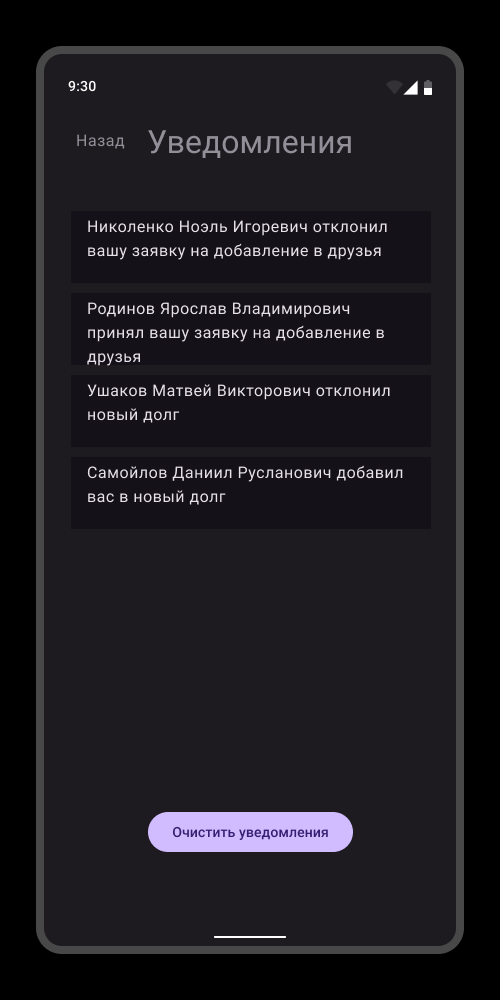 9:30
Назад Уведомления
Николенко Ноэль Игоревич отклонил
вашу заявку на добавление в друзья
Родинов Ярослав Владимирович
принял вашу заявку на добавление в
друзья
Ушаков Матвей Викторович отклонил
новый долг
Самойлов Даниил Русланович добавил
вас в новый долг
Очистить уведомления